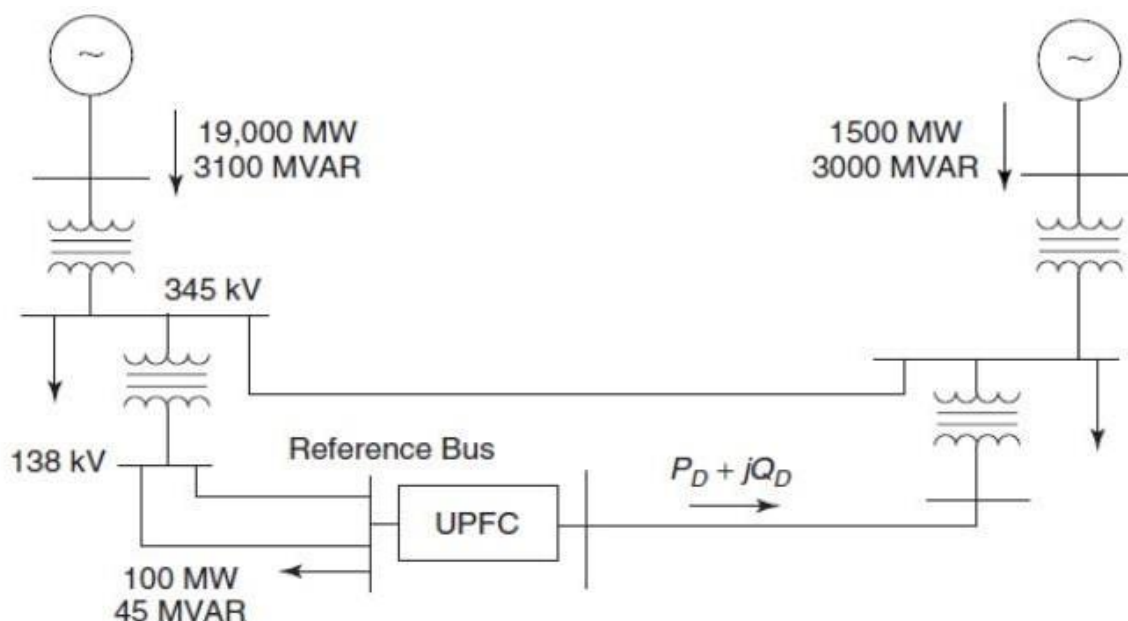 ~
~
19,000 MW
3100 MVAR
1500 MW
3000 MVAR
345 kV
138 kV
Reference Bus
UPFC
P_D + jQ_D
100 MW
45 MVAR